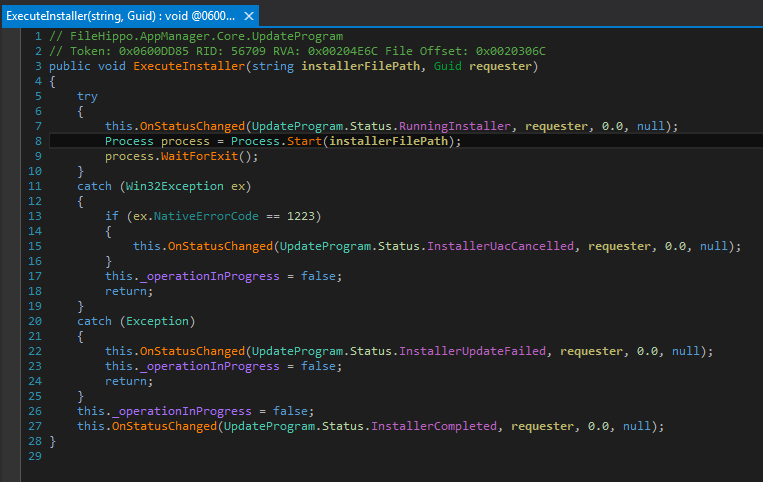 ExecuteInstaller(string, Guid) : void @0600... ×
1 // FileHippo.AppManager.Core.UpdateProgram
2 // Token: 0x0600DD85 RID: 56709 RVA: 0x00204E6C File Offset: 0x0020306C
3 public void ExecuteInstaller(string installerFilePath, Guid requester)
4 {
5 try
6 {
7 this.OnStatusChanged(UpdateProgram.Status.RunningInstaller, requester, 0.0, null);
8 Process process = Process.Start(installerFilePath);
9 process.WaitForExit();
10 }
11 catch (Win32Exception ex)
12 {
13 if (ex.NativeErrorCode == 1223)
14 {
15 this.OnStatusChanged(UpdateProgram.Status.InstallerUacCancelled, requester, 0.0, null);
16 }
17 this._operationInProgress = false;
18 return;
19 }
20 catch (Exception)
21 {
22 this.OnStatusChanged(UpdateProgram.Status.InstallerUpdateFailed, requester, 0.0, null);
23 this._operationInProgress = false;
24 return;
25 }
26 this._operationInProgress = false;
27 this.OnStatusChanged(UpdateProgram.Status.InstallerCompleted, requester, 0.0, null);
28 }
29